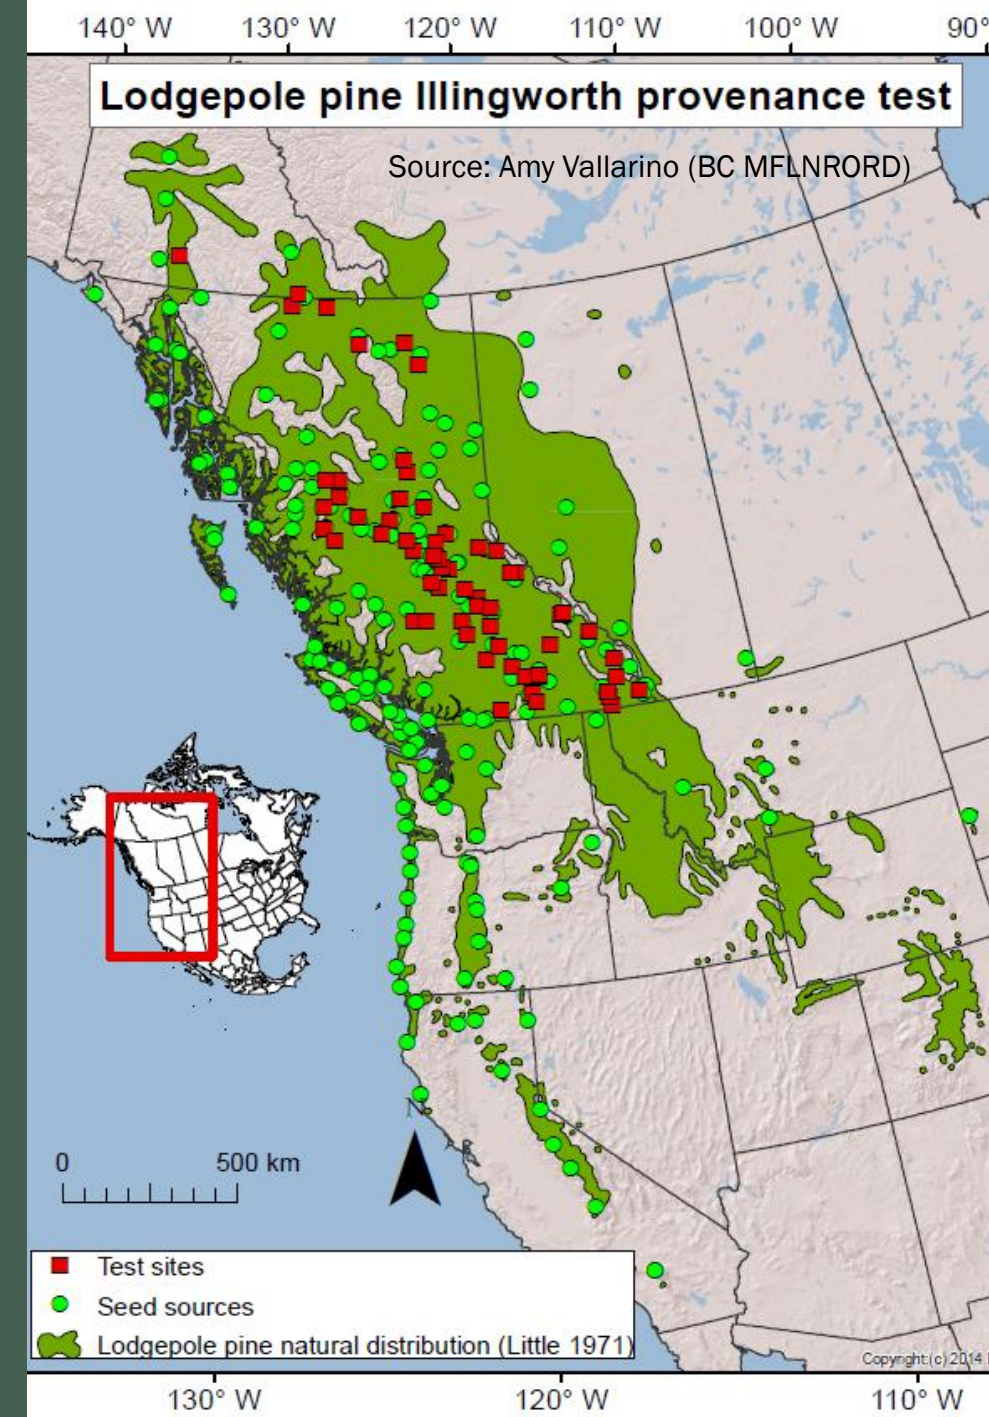 140° W 130° W 120° W 110° W 100° W 90°
Lodgepole pine Illingworth provenance test
Source: Amy Vallarino (BC MFLNRORD)
N
0 500 km
Test sites
Seed sources
Lodgepole pine natural distribution (Little 1971)
Copyright:(c) 2014
130° W 120° W 110° W